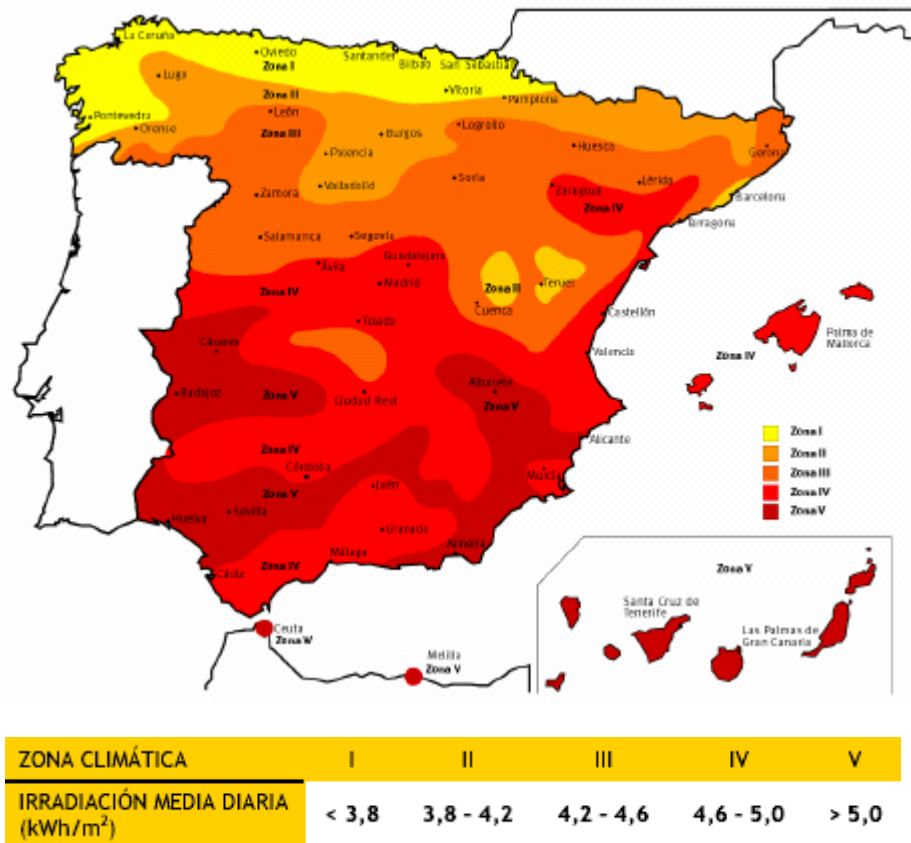 La Coruña
Oviedo
Santander
Bilbao
San Sebastián
Zona I
Lugo
Vitoria
Pamplona
Zona II
León
Pontevedra
Orense
Zona III
Burgos
Logroño
Huesca
Gerona
Palencia
Zamora
Valladolid
Soria
Zaragoza
Lérida
Barcelona
Zona IV
Tarragona
Salamanca
Segovia
Guadalajara
Ávila
Madrid
Zona IV
Zona II
Teruel
Cuenca
Toledo
Castellón
Palma de
Mallorca
Cáceres
Valencia
Zona IV
Badajoz
Zona V
Ciudad Real
Albacete
Zona V
Zona I
Alicante
Zona II
Zona IV
Córdoba
Murcia
Zona III
Jaén
Zona IV
Zona V
Zona V
Huelva
Sevilla
Granada
Almería
Málaga
Zona IV
Cádiz
Zona V
Santa Cruz de
Tenerife
Las Palmas de
Gran Canaria
Ceuta
Melilla
Zona V
ZONA CLIMÁTICA I II III IV V
IRRADIACIÓN MEDIA DIARIA
(kWh/m²) < 3,8 3,8 - 4,2 4,2 - 4,6 4,6 - 5,0 > 5,0